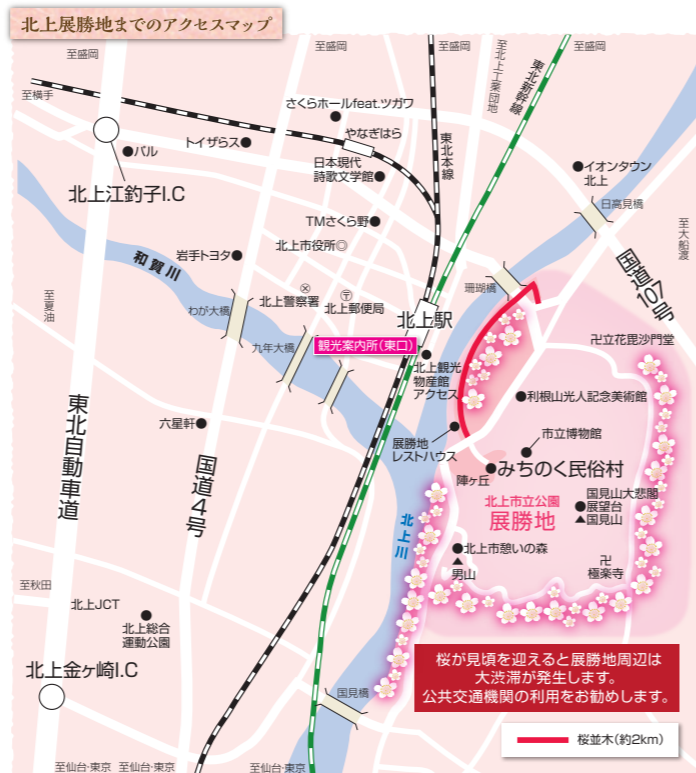 北上展勝地までのアクセスマップ
至盛岡
至盛岡
至盛岡
至盛岡
至北上工業団地
東北新幹線
至横手
さくらホールfeat.ツガワ
やなぎはら
東北本線
トイザらス
パル
日本現代
詩歌文学館
イオンタウン
北上
北上江釣子I.C
日高見橋
至大船渡
TMさくら野
北上市役所◎
国道107号
和賀川
岩手トヨタ
至夏油
わが大橋
北上警察署
〒
北上郵便局
北上駅
珊瑚橋
九年大橋
観光案内所(東口)
卍立花毘沙門堂
北上観光
物産館
アクセス
利根山光人記念美術館
東北自動車道
六星軒
国道4号
展勝地
レストハウス
市立博物館
陣ヶ丘
みちのく民俗村
北上市立公園
展勝地
国見山大悲閣
展望台
▲国見山
北上川
北上市憩いの森
▲
男山
卍
極楽寺
至秋田
北上JCT
北上総合
運動公園
北上金ヶ崎I.C
国見橋
桜が見頃を迎えると展勝地周辺は
大渋滞が発生します。
公共交通機関の利用をお勧めします。
桜並木(約2km)
至仙台・東京
至仙台・東京
至仙台・東京